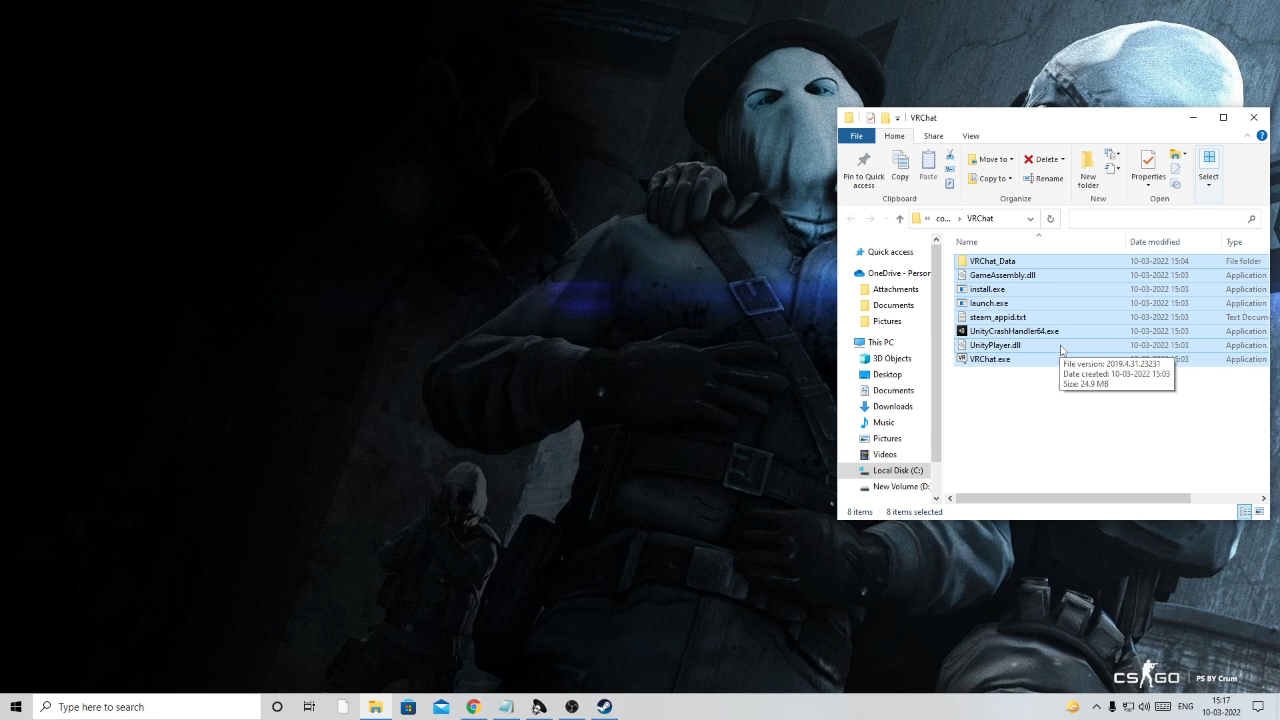 VRChat
File
Home
Share
View
Pin to Quick access
Copy
Paste
Move to
Copy to
Delete
Rename
New folder
Properties
Select
Clipboard
Organize
New
Open
« co... › VRChat
Name
Date modified
Type
Quick access
OneDrive - Person
Attachments
Documents
Pictures
This PC
3D Objects
Desktop
Documents
Downloads
Music
Pictures
Videos
Local Disk (C:)
New Volume (D:
VRChat_Data 10-03-2022 15:04 File folder
GameAssembly.dll 10-03-2022 15:03 Application
install.exe 10-03-2022 15:03 Application
launch.exe 10-03-2022 15:03 Application
steam_appid.txt 10-03-2022 15:03 Text Docum
UnityCrashHandler64.exe 10-03-2022 15:03 Application
UnityPlayer.dll 10-03-2022 15:03 Application
VRChat.exe 15:03 Application
File version: 2019.4.31.23231
Date created: 10-03-2022 15:03
Size: 24.9 MB
8 items 8 items selected
CS GO | PS BY Crum
Type here to search
ENG
15:17
10-03-2022